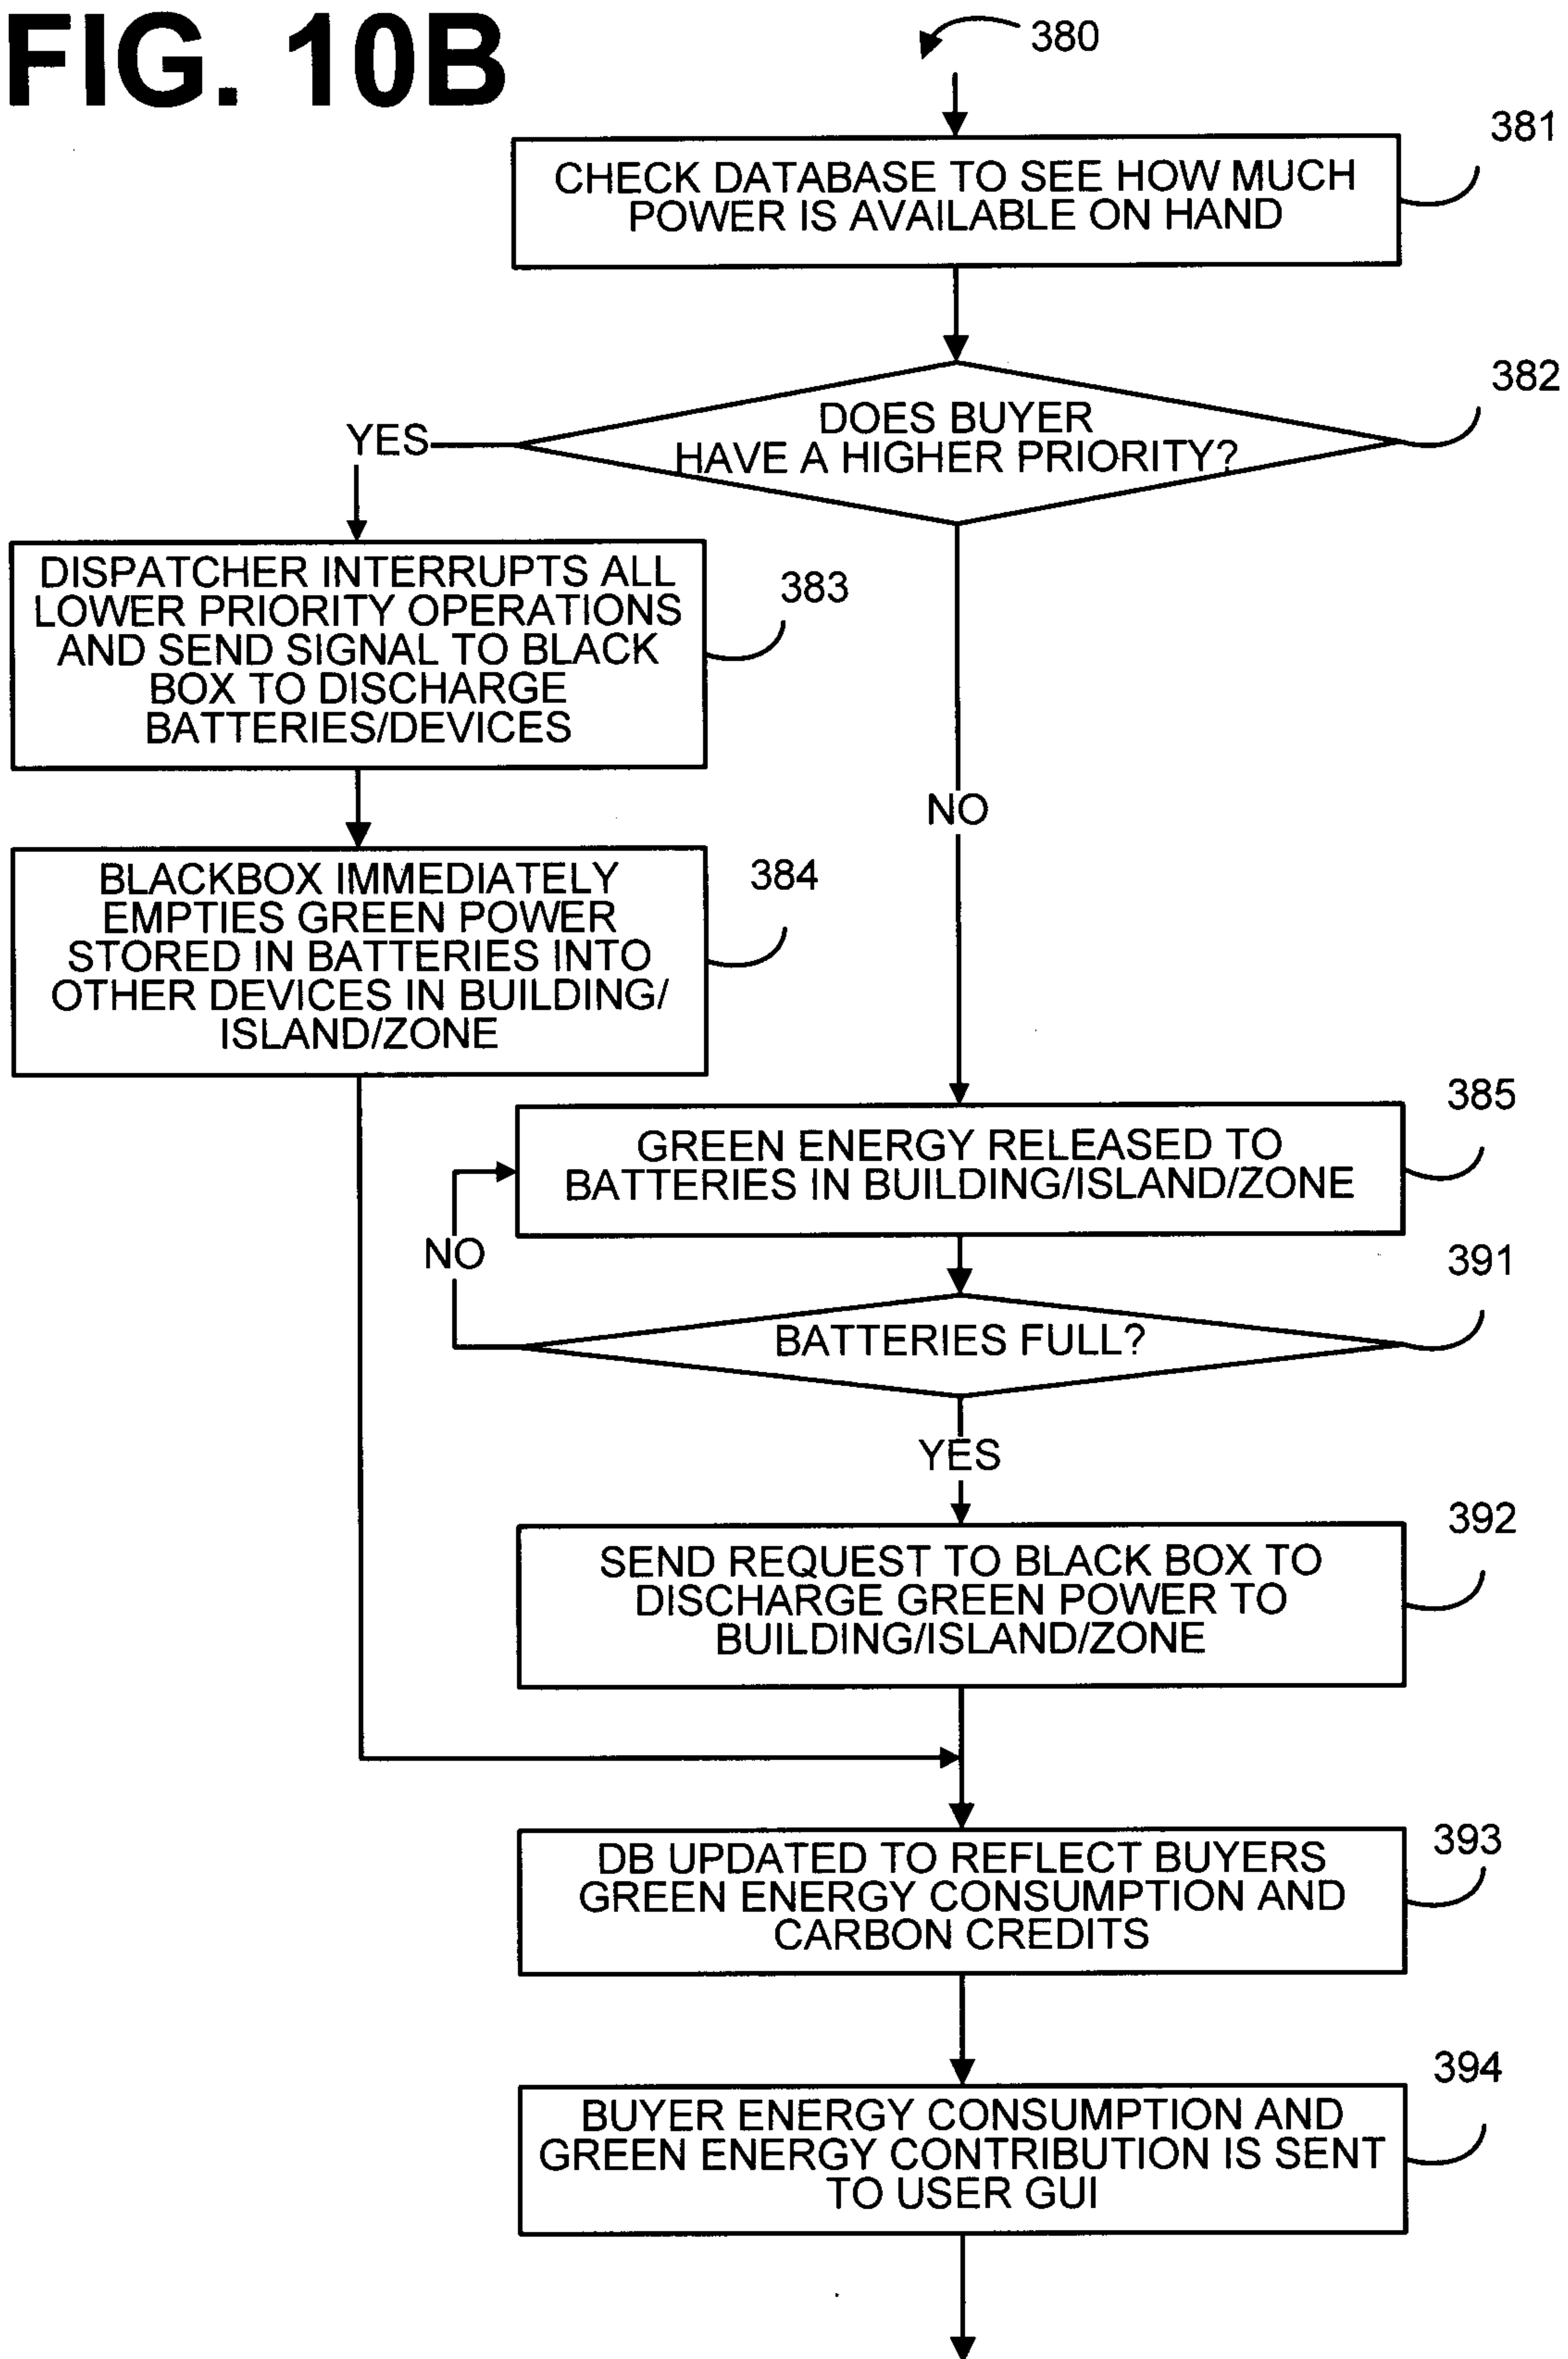 FIG. 10B
380
381
CHECK DATABASE TO SEE HOW MUCH
POWER IS AVAILABLE ON HAND
382
DOES BUYER
HAVE A HIGHER PRIORITY?
YES
DISPATCHER INTERRUPTS ALL
LOWER PRIORITY OPERATIONS
AND SEND SIGNAL TO BLACK
BOX TO DISCHARGE
BATTERIES/DEVICES
383
NO
BLACKBOX IMMEDIATELY
EMPTIES GREEN POWER
STORED IN BATTERIES INTO
OTHER DEVICES IN BUILDING/
ISLAND/ZONE
384
385
GREEN ENERGY RELEASED TO
BATTERIES IN BUILDING/ISLAND/ZONE
NO
391
BATTERIES FULL?
YES
392
SEND REQUEST TO BLACK BOX TO
DISCHARGE GREEN POWER TO
BUILDING/ISLAND/ZONE
393
DB UPDATED TO REFLECT BUYERS
GREEN ENERGY CONSUMPTION AND
CARBON CREDITS
394
BUYER ENERGY CONSUMPTION AND
GREEN ENERGY CONTRIBUTION IS SENT
TO USER GUI